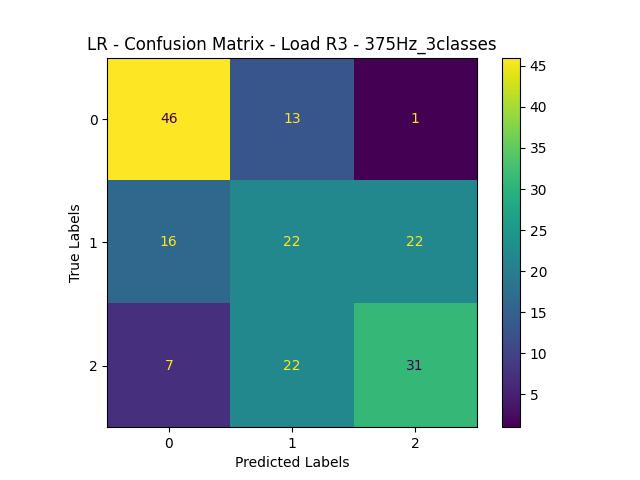 LR - Confusion Matrix - Load R3 - 375Hz_3classes
45
40
35
30
25
20
15
10
5
0
46 13 1
1
16 22 22
2
7 22 31
True Labels
0 1 2
Predicted Labels